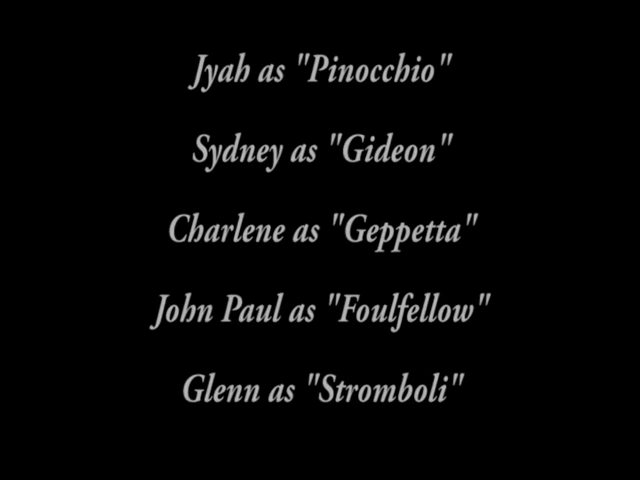 Jyah as "Pinocchio"
Sydney as "Gideon"
Charlene as "Geppetta"
John Paul as "Foulfellow"
Glenn as "Stromboli"